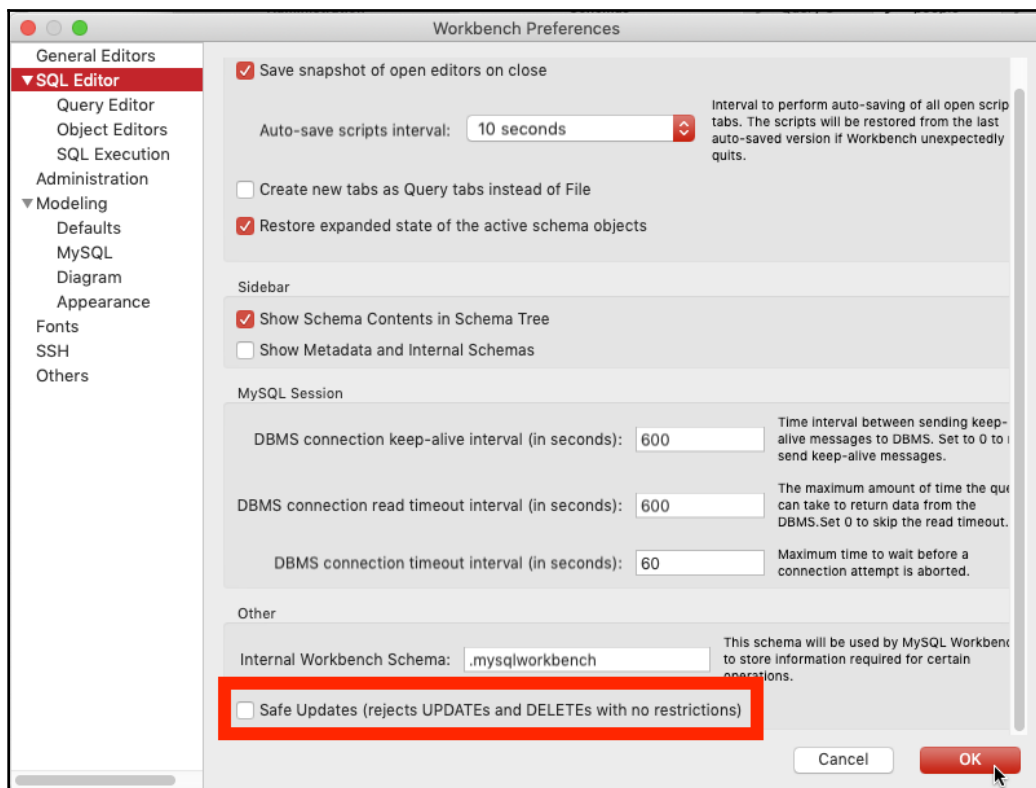 Workbench Preferences
General Editors
SQL Editor
Query Editor
Object Editors
SQL Execution
Administration
Modeling
Defaults
MySQL
Diagram
Appearance
Fonts
SSH
Others
Save snapshot of open editors on close
Auto-save scripts interval: 10 seconds
Interval to perform auto-saving of all open scrip
tabs. The scripts will be restored from the last
auto-saved version if Workbench unexpectedly
quits.
Create new tabs as Query tabs instead of File
Restore expanded state of the active schema objects
Sidebar
Show Schema Contents in Schema Tree
Show Metadata and Internal Schemas
MySQL Session
DBMS connection keep-alive interval (in seconds): 600
Time interval between sending keep-
alive messages to DBMS. Set to 0 to
send keep-alive messages.
DBMS connection read timeout interval (in seconds): 600
The maximum amount of time the que
can take to return data from the
DBMS.Set 0 to skip the read timeout.
DBMS connection timeout interval (in seconds): 60
Maximum time to wait before a
connection attempt is aborted.
Other
Internal Workbench Schema: .mysqlworkbench
This schema will be used by MySQL Workbenc
to store information required for certain
operations.
Safe Updates (rejects UPDATEs and DELETEs with no restrictions)
Cancel
OK